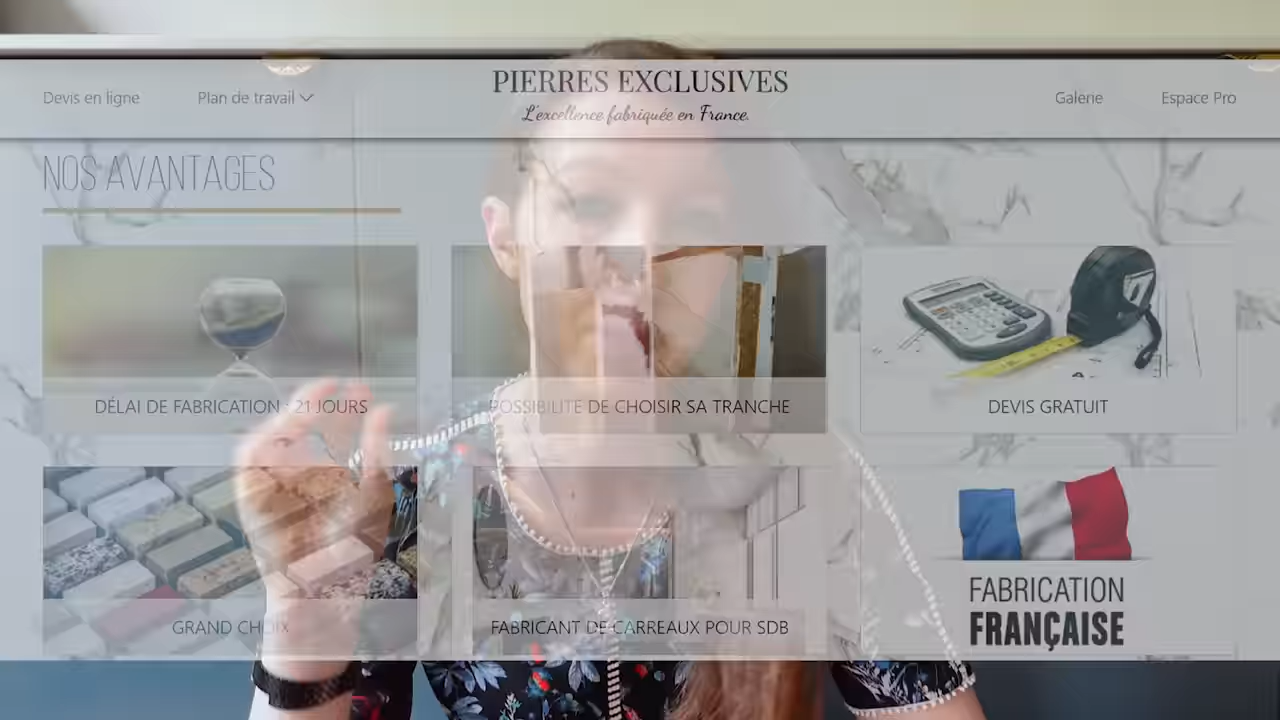 PIERRES EXCLUSIVES
L'excellence fabriquée en France.
Devis en ligne
Plan de travail
Galerie
Espace Pro
NOS AVANTAGES
DÉLAI DE FABRICATION : 21 JOURS
POSSIBILITE DE CHOISIR SA TRANCHE
DEVIS GRATUIT
GRAND CHOIX
FABRICANT DE CARREAUX POUR SDB
FABRICATION
FRANÇAISE